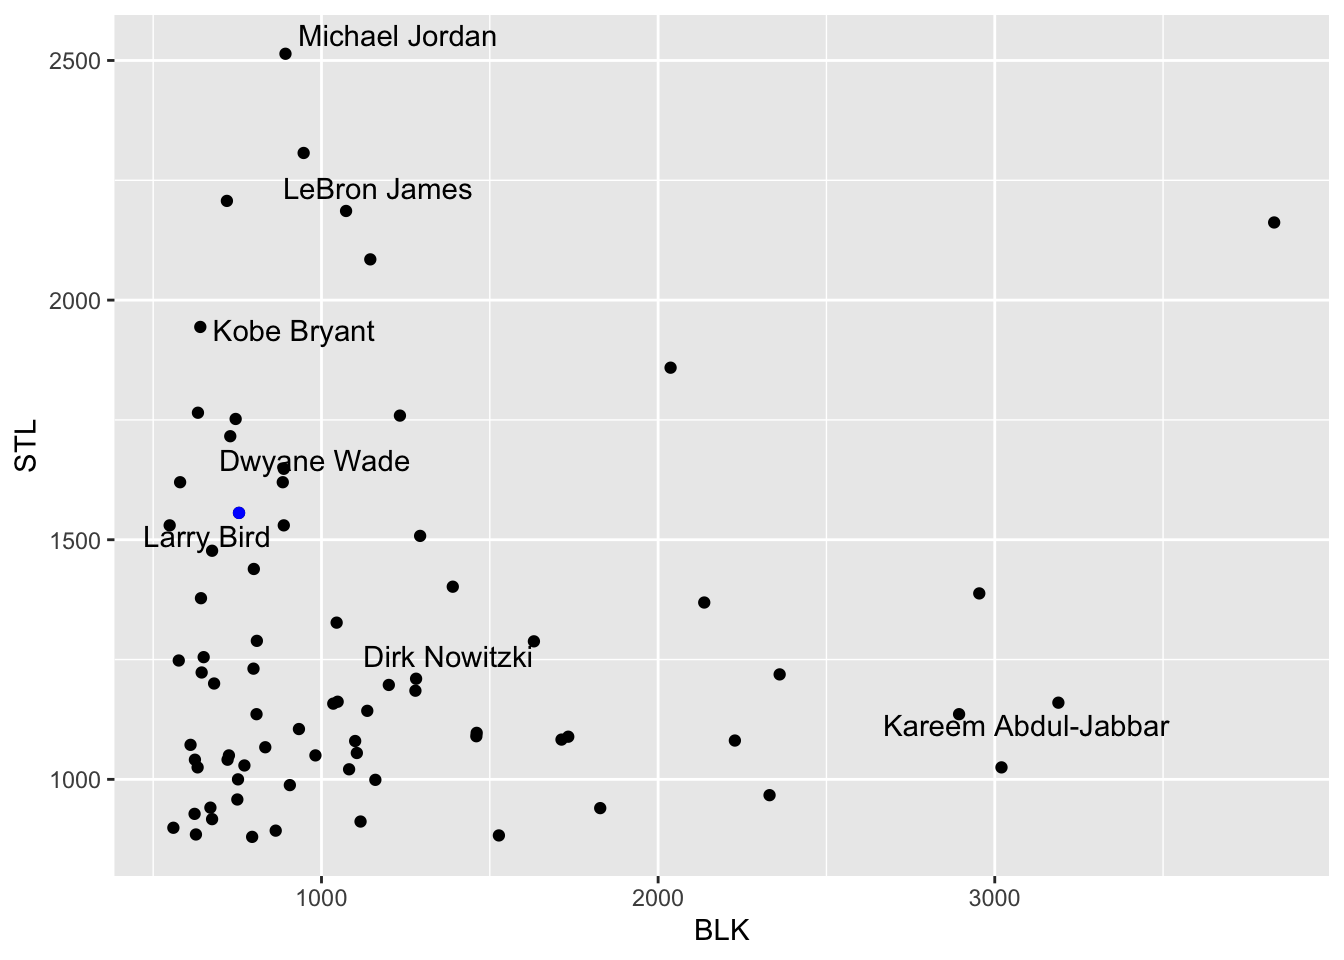 Michael Jordan
2500
LeBron James
2000
Kobe Bryant
STL
Dwyane Wade
1500
Larry Bird
Dirk Nowitzki
Kareem Abdul-Jabbar
1000
1000
2000
3000
BLK